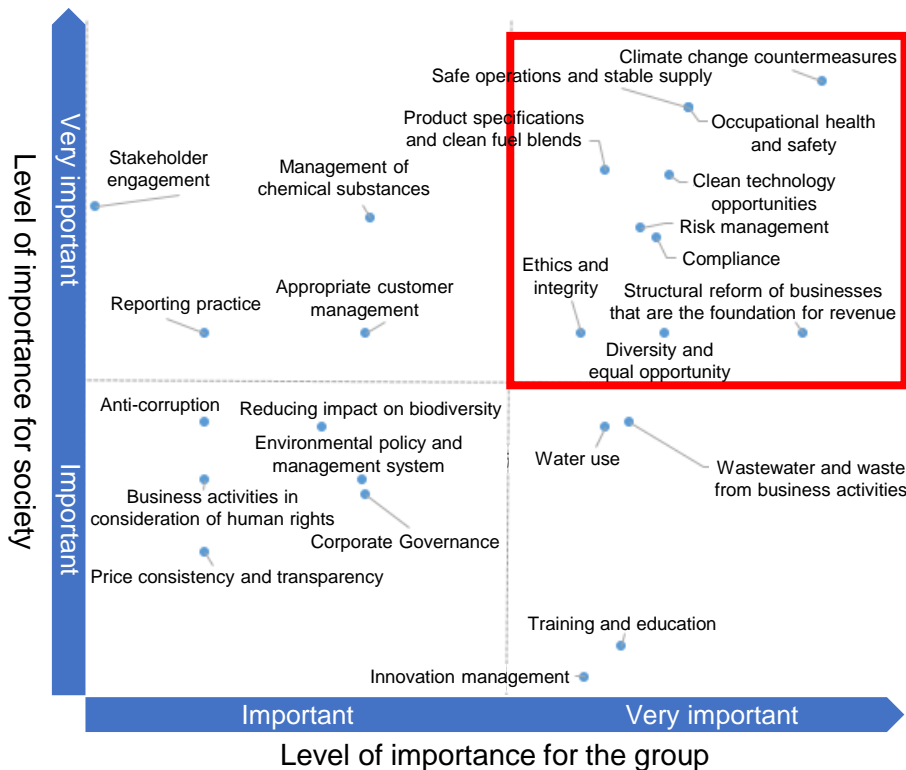 Climate change countermeasures
Safe operations and stable supply
Product specifications
and clean fuel blends
Occupational health
and safety
Stakeholder
engagement
Management of
chemical substances
Clean technology
opportunities
Risk management
Compliance
Ethics and
integrity
Structural reform of businesses
that are the foundation for revenue
Reporting practice
Appropriate customer
management
Diversity and
equal opportunity
Anti-corruption
Reducing impact on biodiversity
Environmental policy and
management system
Water use
Wastewater and waste
from business activities
Business activities in
consideration of human rights
Corporate Governance
Price consistency and transparency
Training and education
Innovation management
Level of importance for society
Very important
Important
Important
Very important
Level of importance for the group